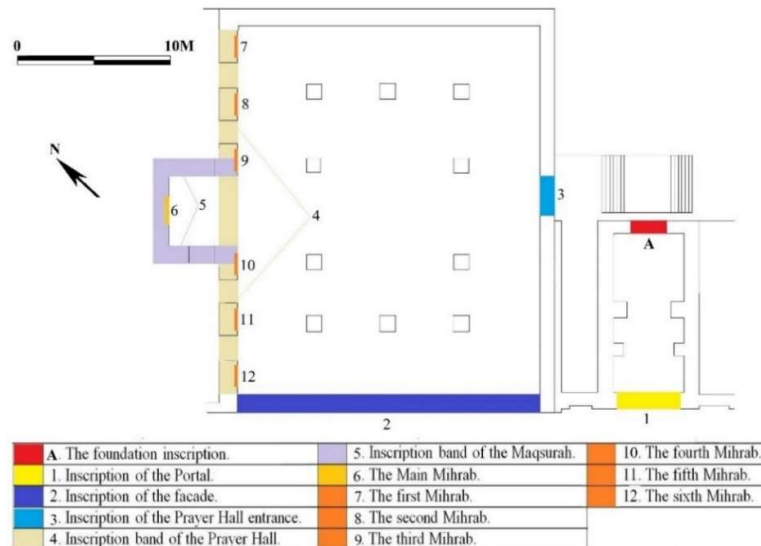 0 10M
7
8
N
9
3
6 5
4
A
10
11
12
2 1
A. The foundation inscription.
1. Inscription of the Portal.
2. Inscription of the facade.
3. Inscription of the Prayer Hall entrance.
4. Inscription band of the Prayer Hall.
5. Inscription band of the Maqsurah.
6. The Main Mihrab.
7. The first Mihrab.
8. The second Mihrab.
9. The third Mihrab.
10. The fourth Mihrab.
11. The fifth Mihrab.
12. The sixth Mihrab.